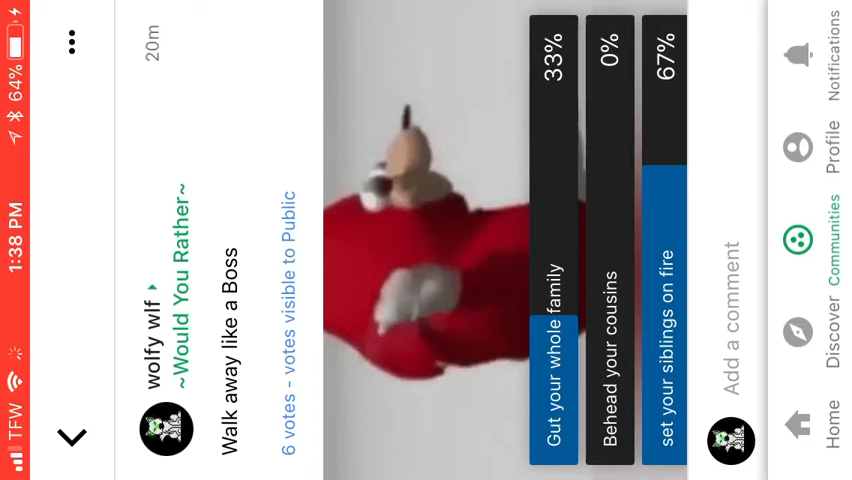 TFW 1:38 PM 64%
wolfy wlf
20m
~Would You Rather~
Walk away like a Boss
6 votes - votes visible to Public
Gut your whole family 33%
Behead your cousins 0%
set your siblings on fire 67%
Add a comment
Home Discover Communities Profile Notifications